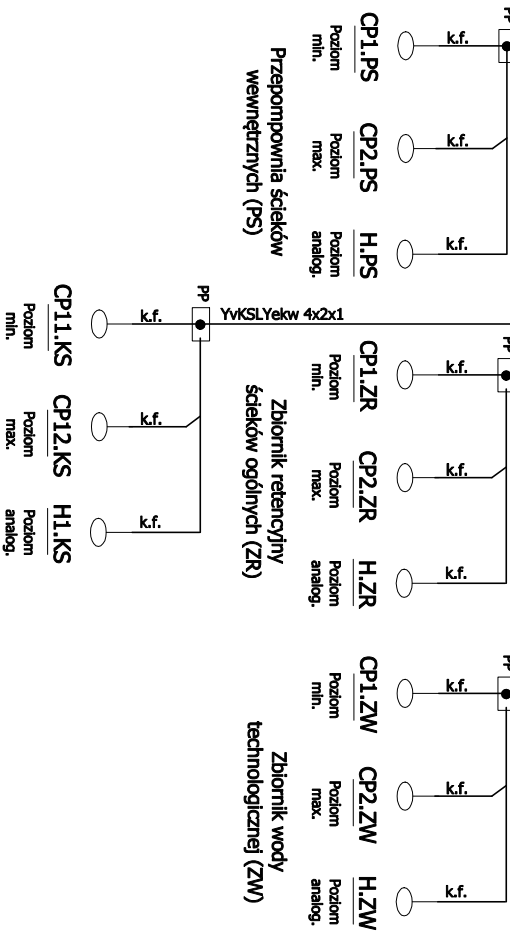 PP
k.f.
CP1.PS
Poziom
min.
k.f.
CP2.PS
Poziom
max.
k.f.
H.PS
Poziom
analog.
Przepompownia ścieków
wewnętrznych (PS)
YvKSLYekw 4x2x1
PP
k.f.
CP11.KS
Poziom
min.
k.f.
CP12.KS
Poziom
max.
k.f.
H1.KS
Poziom
analog.
PP
k.f.
CP1.ZR
Poziom
min.
k.f.
CP2.ZR
Poziom
max.
k.f.
H.ZR
Poziom
analog.
Zbiornik retencyjny
ścieków ogólnych (ZR)
PP
k.f.
CP1.ZW
Poziom
min.
k.f.
CP2.ZW
Poziom
max.
k.f.
H.ZW
Poziom
analog.
Zbiornik wody
technologicznej (ZW)